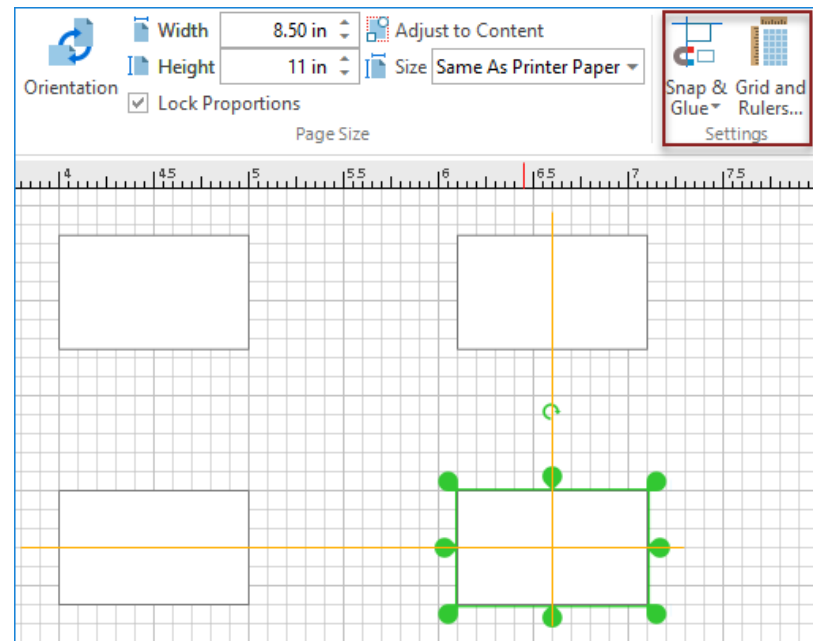 Width 8.50 in Adjust to Content
Height 11 in Size Same As Printer Paper
Orientation
Lock Proportions
Page Size
Snap & Glue
Grid and Rulers...
Settings
4 4.5 5 5.5 6 6.5 7 7.5